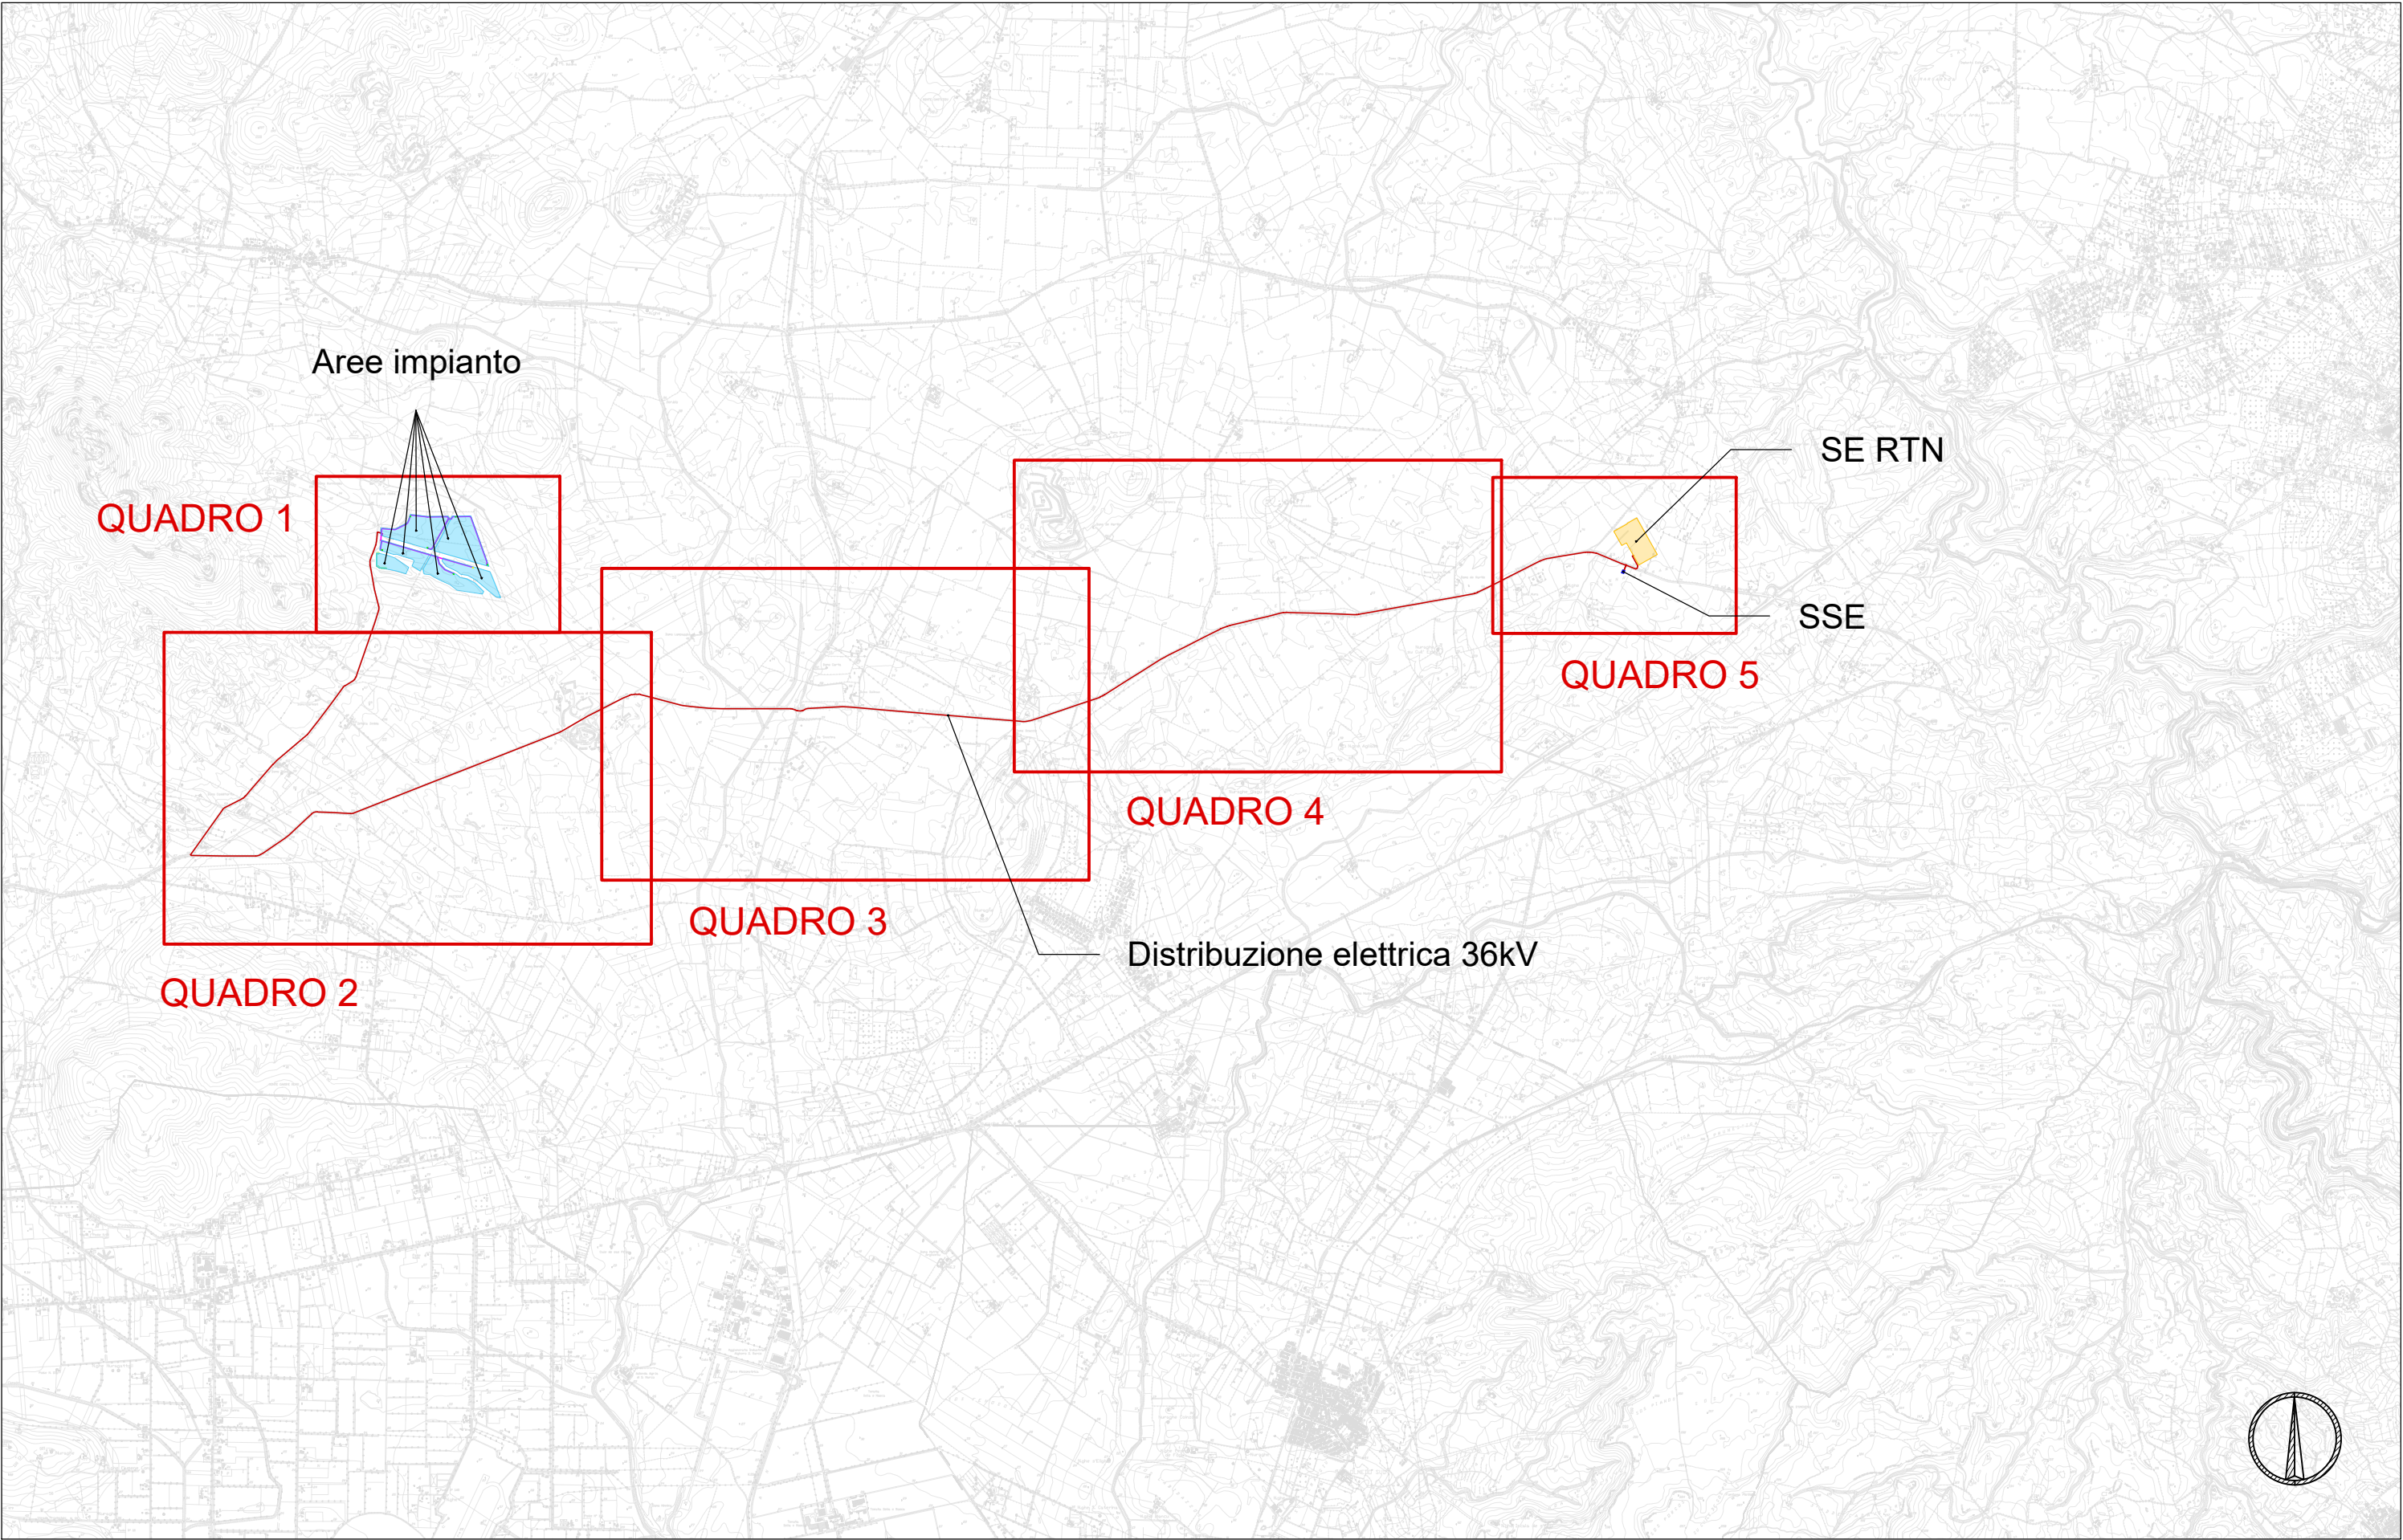 Aree impianto
SE RTN
QUADRO 1
SSE
QUADRO 5
QUADRO 4
QUADRO 3
Distribuzione elettrica 36kV
QUADRO 2